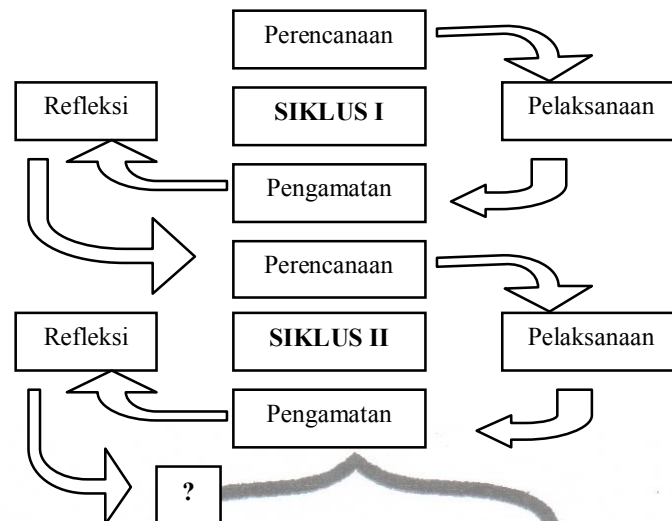 Perencanaan
Refleksi
SIKLUS I
Pelaksanaan
Pengamatan
Perencanaan
Refleksi
SIKLUS II
Pelaksanaan
Pengamatan
?